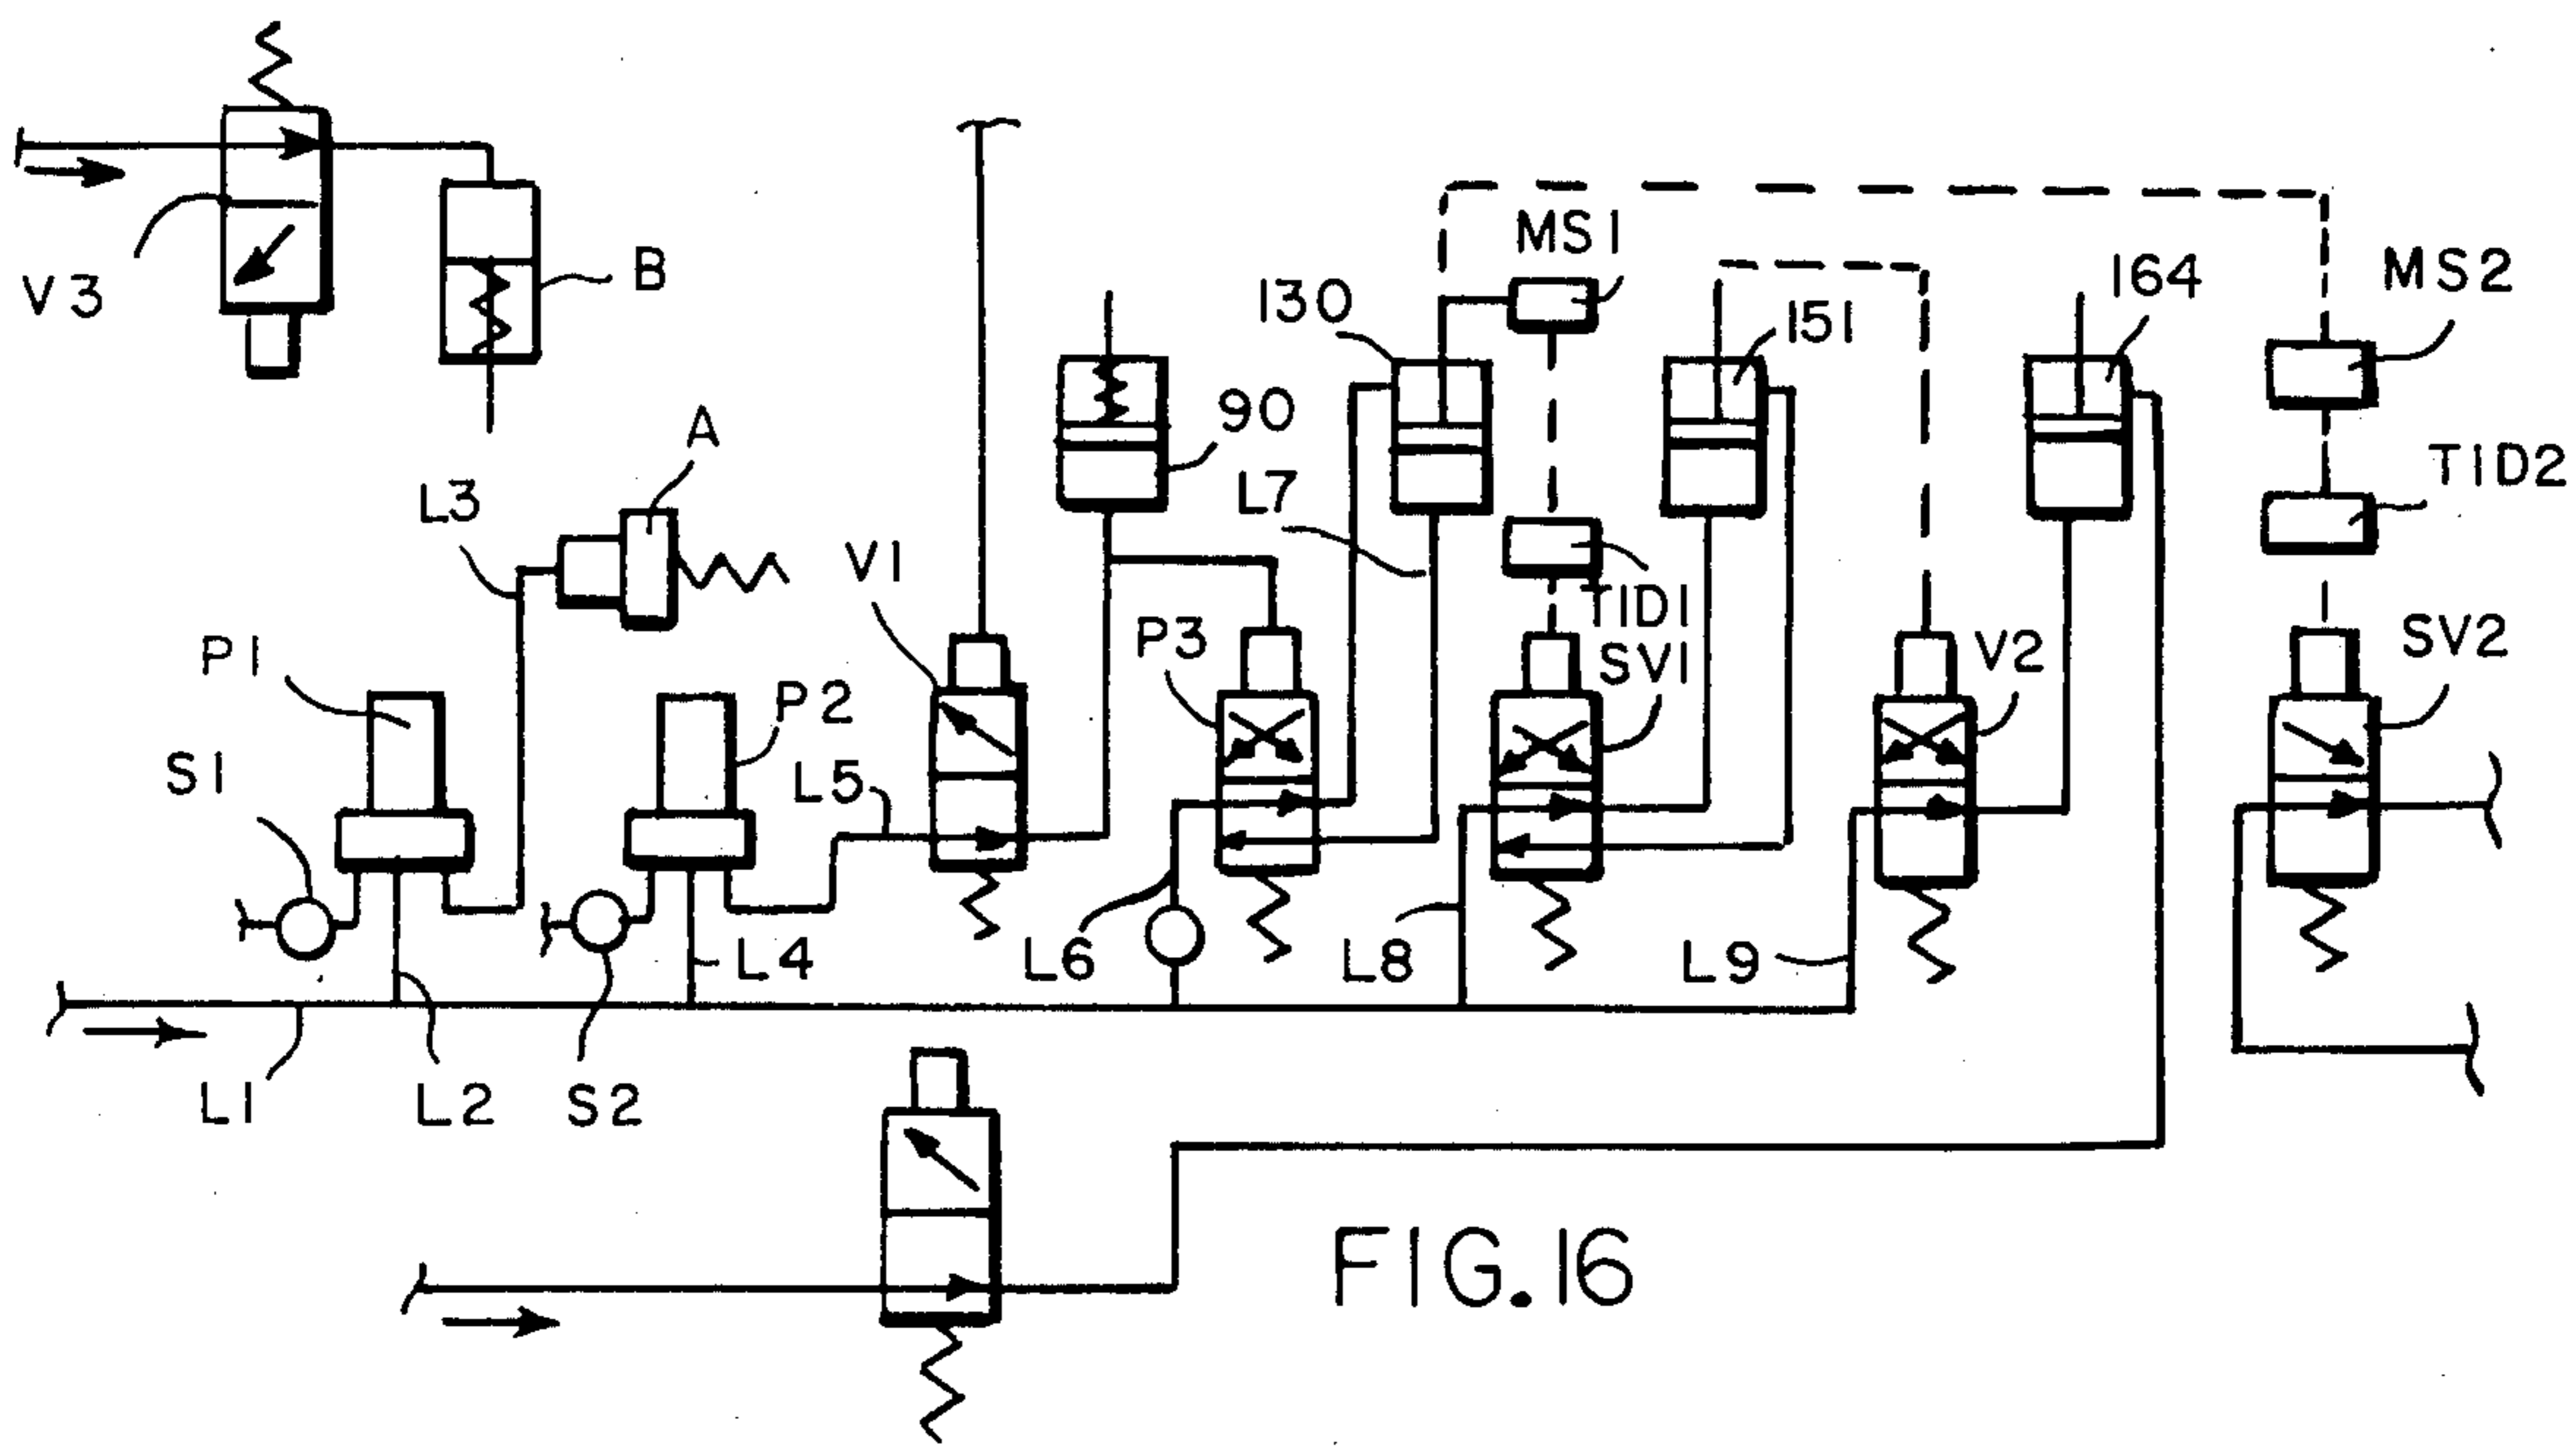 MS1
MS2
V3
B
130
151
164
A
90
L3
L7
TID2
V1
TID1
P1
P3
SV1
V2
SV2
P2
S1
L5
L4
L6
L8
L9
L1
L2
S2
FIG.16